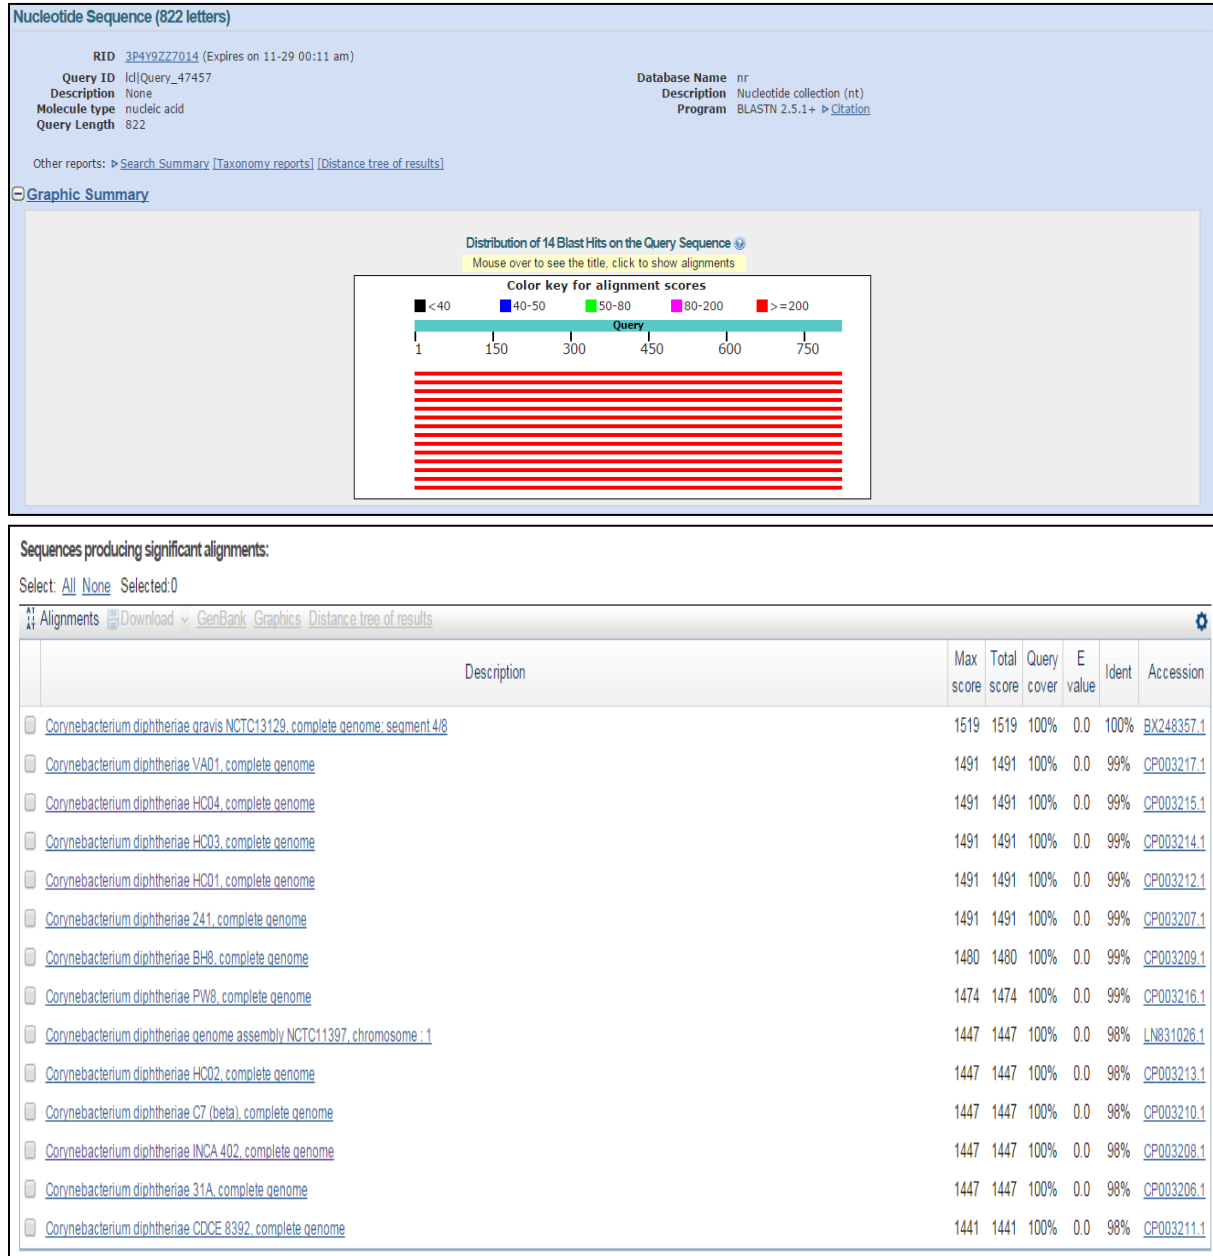 Nucleotide Sequence (822 letters)
RID 3P4Y9ZZ7014 (Expires on 11-29 00:11 am)
Query ID lcl|Query_47457
Description None
Molecule type nucleic acid
Query Length 822
Database Name nr
Description Nucleotide collection (nt)
Program BLASTN 2.5.1+ Citation
Other reports: Search Summary [Taxonomy reports] [Distance tree of results]
Graphic Summary
Distribution of 14 Blast Hits on the Query Sequence
Mouse over to see the title, click to show alignments
Color key for alignment scores
<40 40-50 50-80 80-200 >=200
Query
1 150 300 450 600 750
Sequences producing significant alignments:
Select: All None Selected:0
Alignments Download GenBank Graphics Distance tree of results
Description Max score Total score Query cover E value Ident Accession
Corynebacterium diphtheriae gravis NCTC13129, complete genome; segment 4/8 1519 1519 100% 0.0 100% BX248357.1
Corynebacterium diphtheriae VA01, complete genome 1491 1491 100% 0.0 99% CP003217.1
Corynebacterium diphtheriae HC04, complete genome 1491 1491 100% 0.0 99% CP003215.1
Corynebacterium diphtheriae HC03, complete genome 1491 1491 100% 0.0 99% CP003214.1
Corynebacterium diphtheriae HC01, complete genome 1491 1491 100% 0.0 99% CP003212.1
Corynebacterium diphtheriae 241, complete genome 1491 1491 100% 0.0 99% CP003207.1
Corynebacterium diphtheriae BH8, complete genome 1480 1480 100% 0.0 99% CP003209.1
Corynebacterium diphtheriae PW8, complete genome 1474 1474 100% 0.0 99% CP003216.1
Corynebacterium diphtheriae genome assembly NCTC11397, chromosome : 1 1447 1447 100% 0.0 98% LN831026.1
Corynebacterium diphtheriae HC02, complete genome 1447 1447 100% 0.0 98% CP003213.1
Corynebacterium diphtheriae C7 (beta), complete genome 1447 1447 100% 0.0 98% CP003210.1
Corynebacterium diphtheriae INCA 402, complete genome 1447 1447 100% 0.0 98% CP003208.1
Corynebacterium diphtheriae 31A, complete genome 1447 1447 100% 0.0 98% CP003206.1
Corynebacterium diphtheriae CDCE 8392, complete genome 1441 1441 100% 0.0 98% CP003211.1